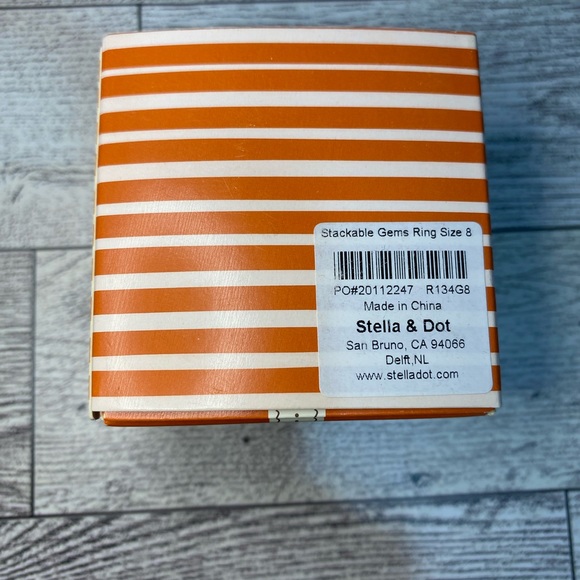 Stackable Gems Ring Size 8
PO#20112247 R134G8
Made in China
Stella & Dot
San Bruno, CA 94066
Delft,NL
www.stelladot.com